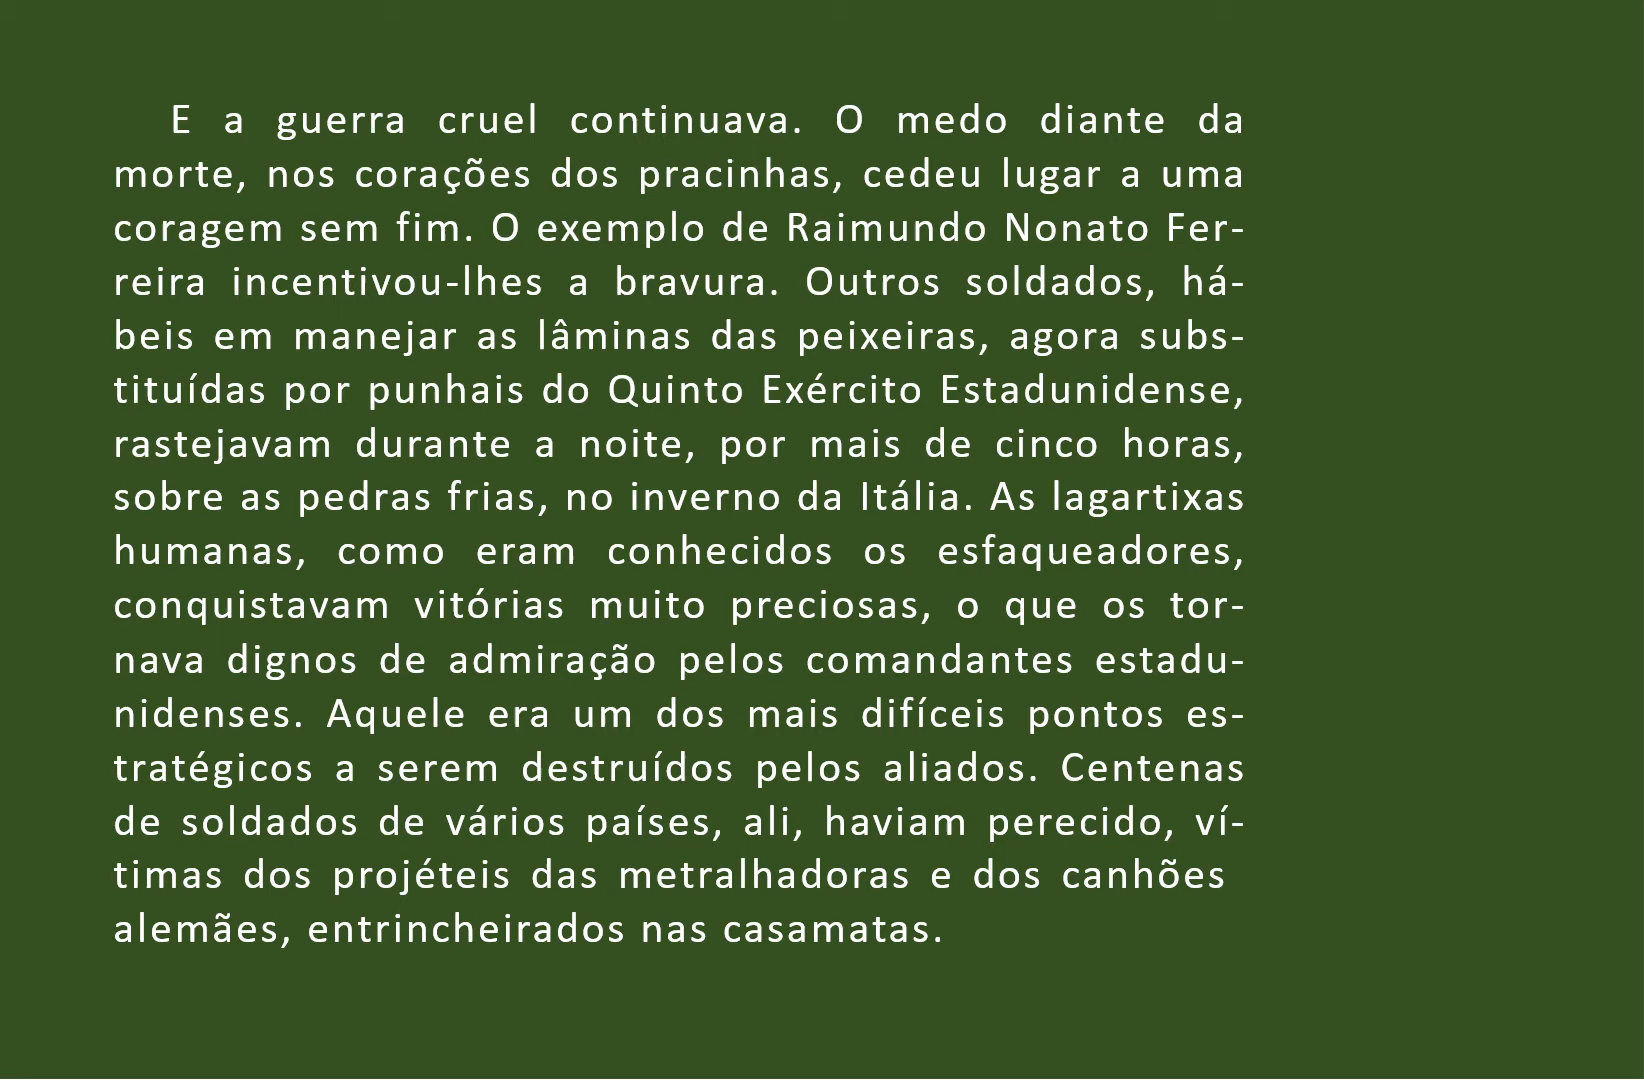 E a guerra cruel continuava. O medo diante da
morte, nos corações dos pracinhas, cedeu lugar a uma
coragem sem fim. O exemplo de Raimundo Nonato Fer-
reira incentivou-lhes a bravura. Outros soldados, há-
beis em manejar as lâminas das peixeiras, agora subs-
tituídas por punhais do Quinto Exército Estadunidense,
rastejavam durante a noite, por mais de cinco horas,
sobre as pedras frias, no inverno da Itália. As lagartixas
humanas, como eram conhecidos os esfaqueadores,
conquistavam vitórias muito preciosas, o que os tor-
nava dignos de admiração pelos comandantes estadu-
nidenses. Aquele era um dos mais difíceis pontos es-
tratégicos a serem destruídos pelos aliados. Centenas
de soldados de vários países, ali, haviam perecido, ví-
timas dos projéteis das metralhadoras e dos canhões
alemães, entrincheirados nas casamatas.